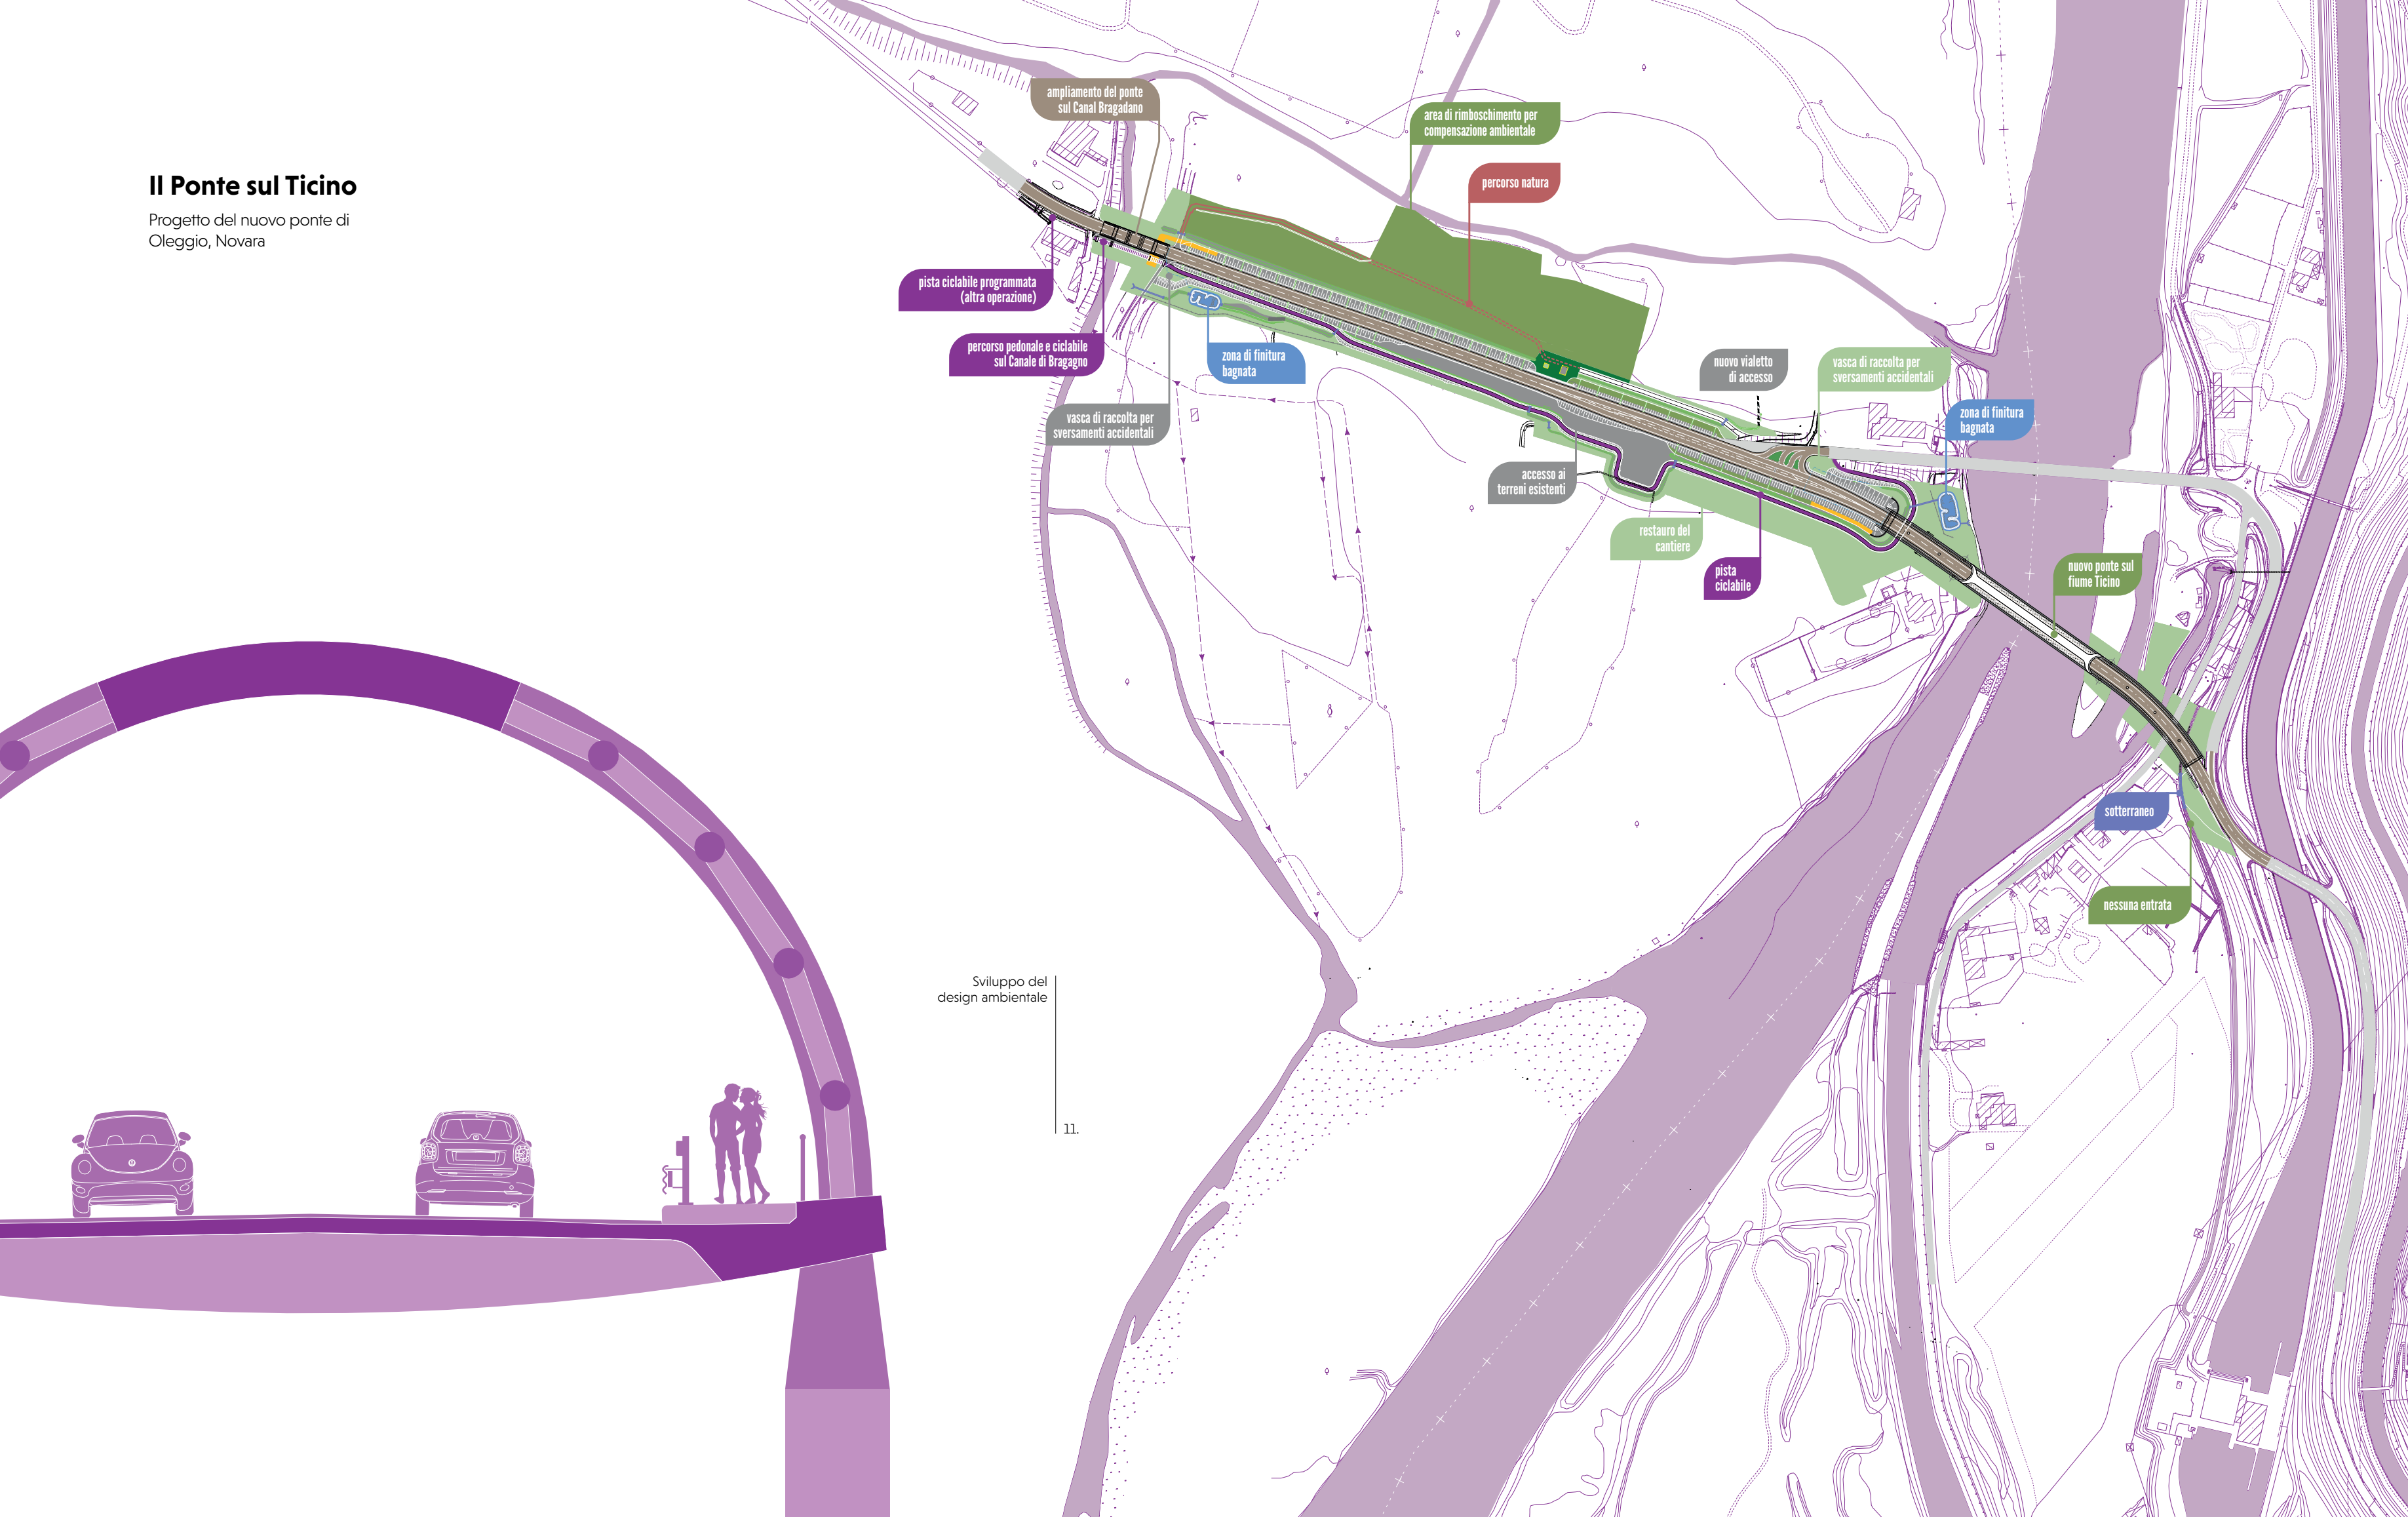 Il Ponte sul Ticino
Progetto del nuovo ponte di
Oleggio, Novara
ampliamento del ponte
sul Canal Bragadano
area di rimboschimento per
compensazione ambientale
percorso natura
pista ciclabile programmata
(altra operazione)
percorso pedonale e ciclabile
sul Canale di Bragagno
zona di finitura
bagnata
vasca di raccolta per
sversamenti accidentali
nuovo vialetto
di accesso
vasca di raccolta per
sversamenti accidentali
zona di finitura
bagnata
accesso ai
terreni esistenti
restauro del
cantiere
pista
ciclabile
nuovo ponte sul
fiume Ticino
sotterraneo
nessuna entrata
Sviluppo del
design ambientale
11.